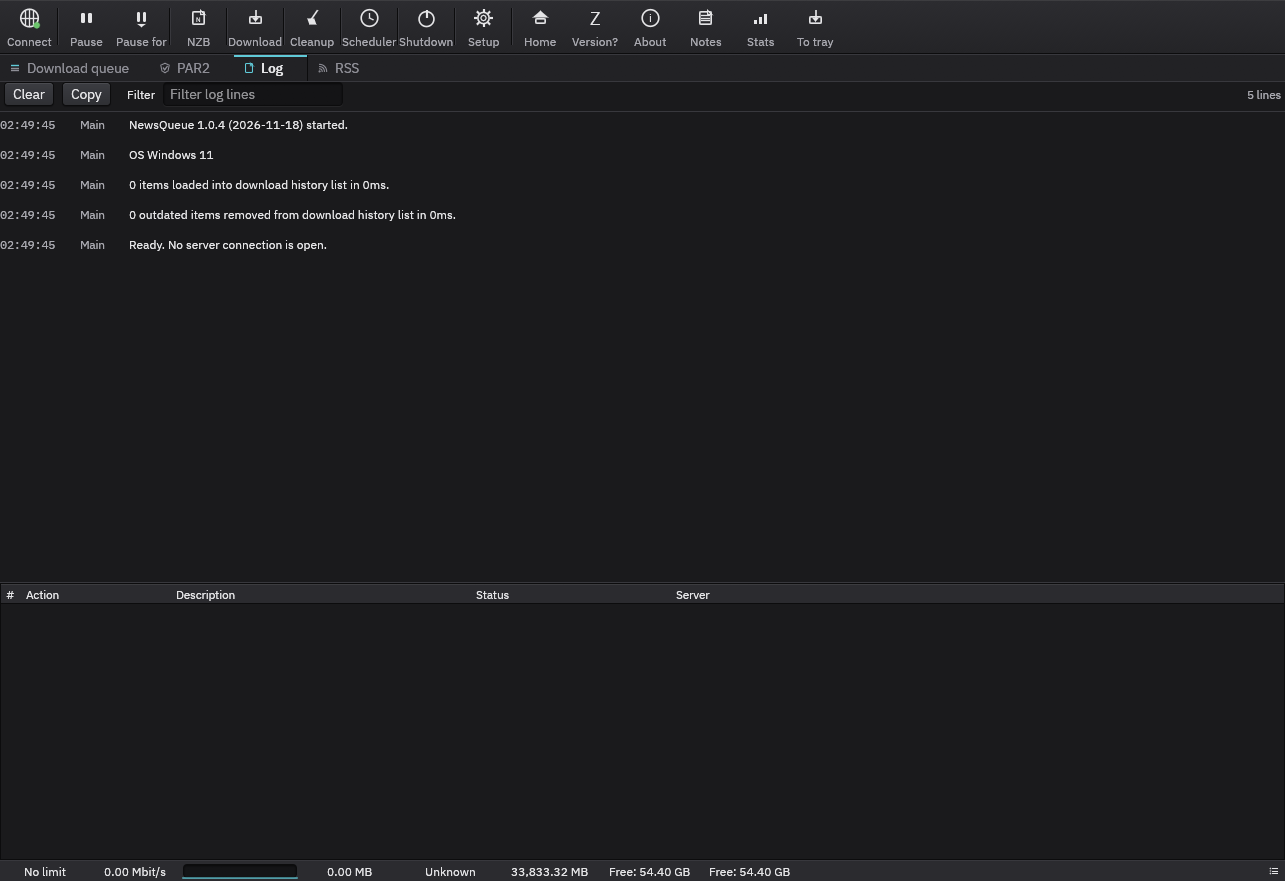 Connect Pause Pause for NZB Download Cleanup Scheduler Shutdown Setup Home Version? About Notes Stats To tray
Download queue PAR2 Log RSS
Clear Copy Filter Filter log lines 5 lines
02:49:45 Main NewsQueue 1.0.4 (2026-11-18) started.
02:49:45 Main OS Windows 11
02:49:45 Main 0 items loaded into download history list in 0ms.
02:49:45 Main 0 outdated items removed from download history list in 0ms.
02:49:45 Main Ready. No server connection is open.
# Action Description Status Server
No limit 0.00 Mbit/s 0.00 MB Unknown 33,833.32 MB Free: 54.40 GB Free: 54.40 GB